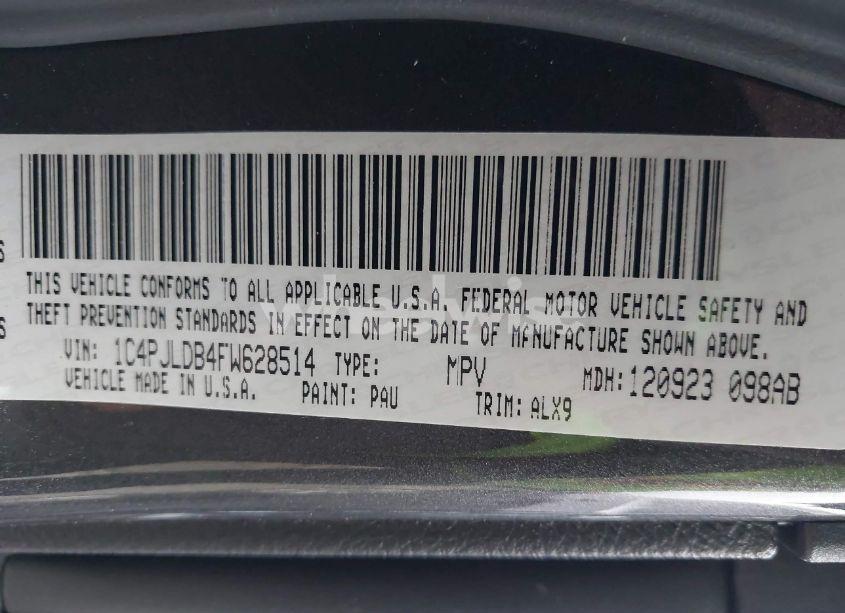 THIS VEHICLE CONFORMS TO ALL APPLICABLE U.S.A. FEDERAL MOTOR VEHICLE SAFETY AND
THEFT PREVENTION STANDARDS IN EFFECT ON THE DATE OF MANUFACTURE SHOWN ABOVE.
VIN: 1C4PJLDB4FW628514 TYPE: MPV MDH: 120923 098AB
VEHICLE MADE IN U.S.A. PAINT: PAU TRIM: ALX9